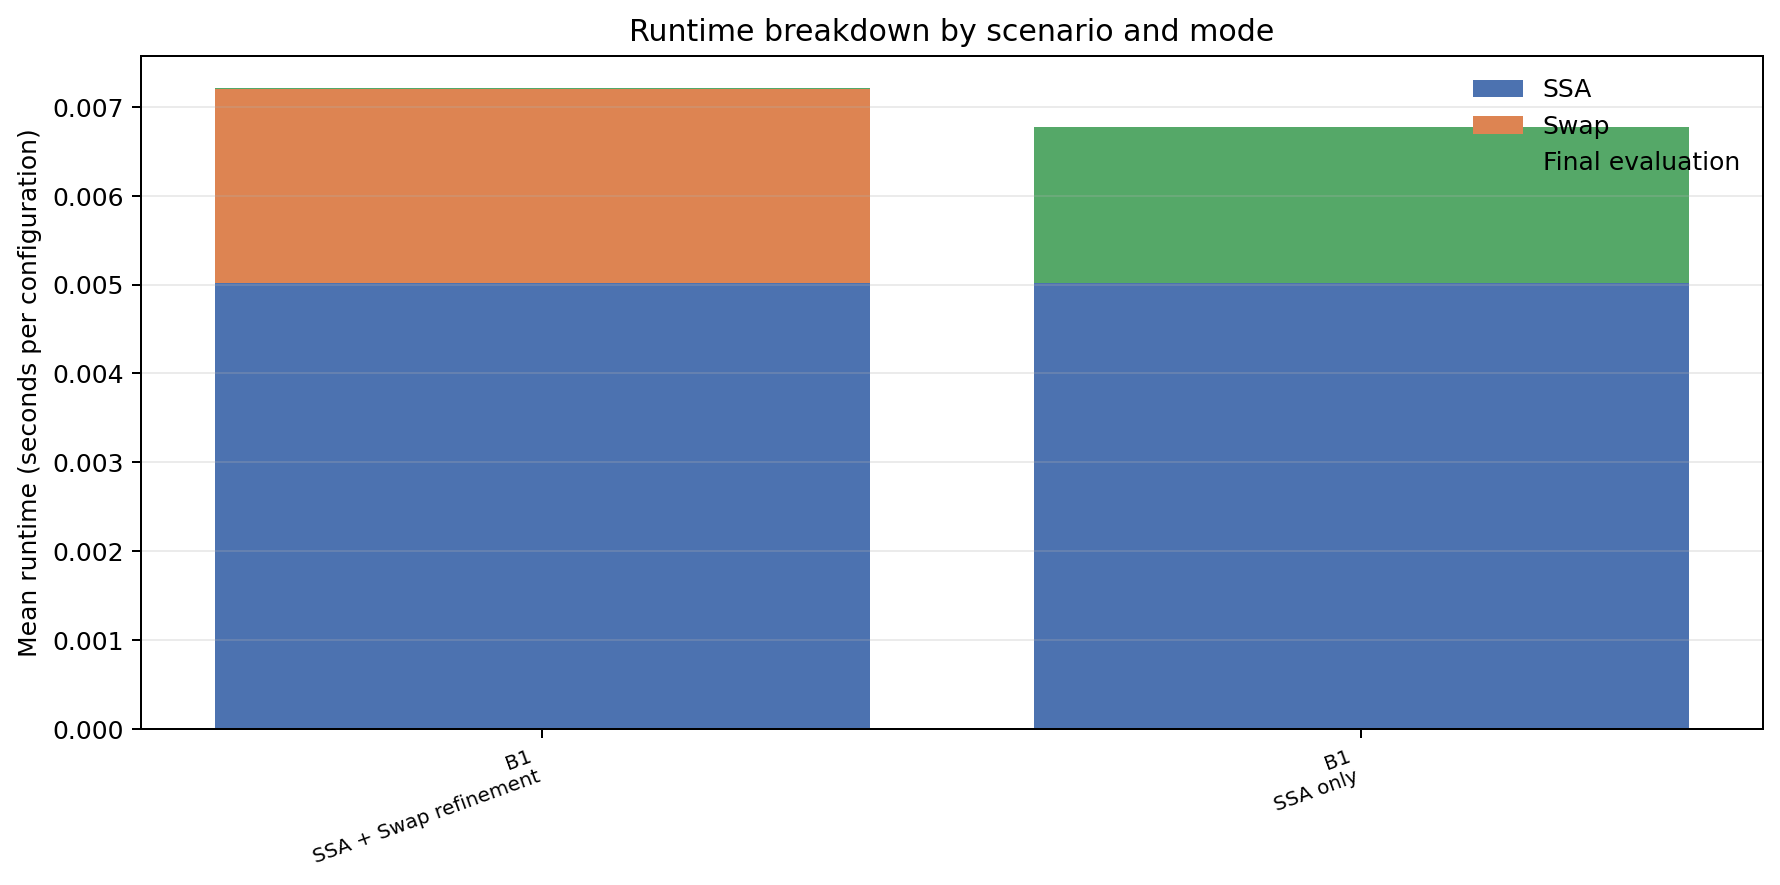 Runtime breakdown by scenario and mode
Mean runtime (seconds per configuration)
0.007
0.006
0.005
0.004
0.003
0.002
0.001
0.000
SSA
Swap
Final evaluation
B1
SSA + Swap refinement
B1
SSA only